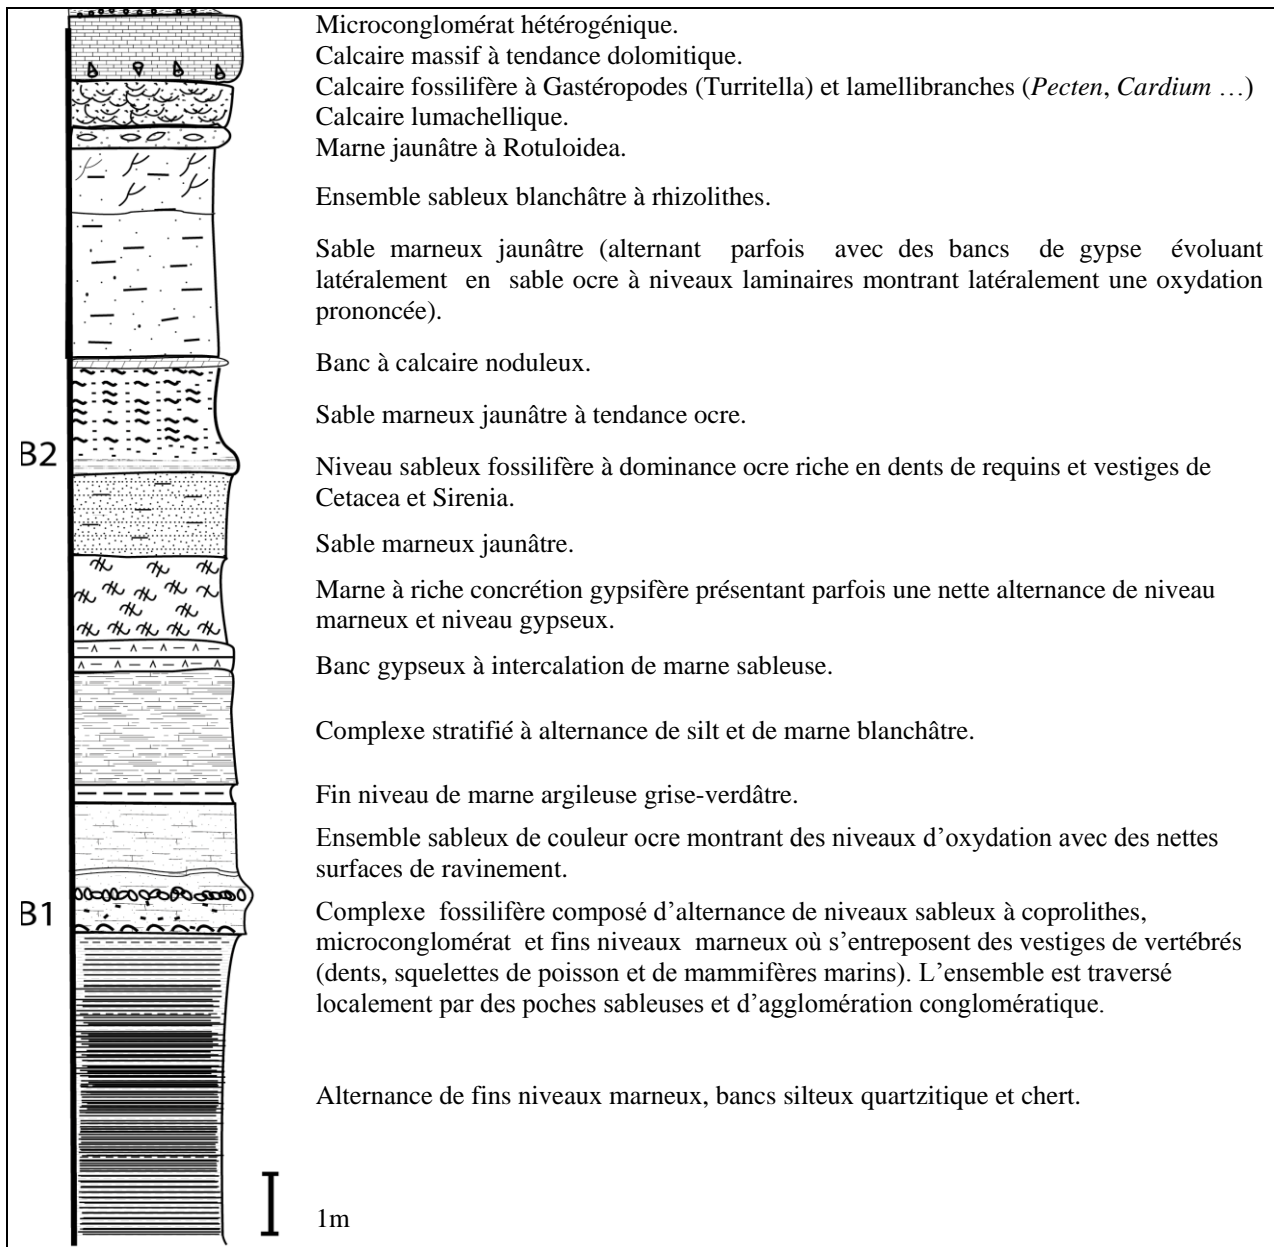 Microconglomérat hétérogénique.
Calcaire massif à tendance dolomitique.
Calcaire fossilifère à Gastéropodes (Turritella) et lamellibranches (Pecten, Cardium …)
Calcaire lumachellique.
Marne jaunâtre à Rotuloidea.
Ensemble sableux blanchâtre à rhizolithes.
Sable marneux jaunâtre (alternant parfois avec des bancs de gypse évoluant
latéralement en sable ocre à niveaux laminaires montrant latéralement une oxydation
prononcée).
Banc à calcaire noduleux.
Sable marneux jaunâtre à tendance ocre.
B2
Niveau sableux fossilifère à dominance ocre riche en dents de requins et vestiges de
Cetacea et Sirenia.
Sable marneux jaunâtre.
Marne à riche concrétion gypsifère présentant parfois une nette alternance de niveau
marneux et niveau gypseux.
Banc gypseux à intercalation de marne sableuse.
Complexe stratifié à alternance de silt et de marne blanchâtre.
Fin niveau de marne argileuse grise-verdâtre.
Ensemble sableux de couleur ocre montrant des niveaux d’oxydation avec des nettes
surfaces de ravinement.
B1
Complexe fossilifère composé d’alternance de niveaux sableux à coprolithes,
microconglomérat et fins niveaux marneux où s’entreposent des vestiges de vertébrés
(dents, squelettes de poisson et de mammifères marins). L’ensemble est traversé
localement par des poches sableuses et d’agglomération conglomératique.
Alternance de fins niveaux marneux, bancs silteux quartzitique et chert.
1m